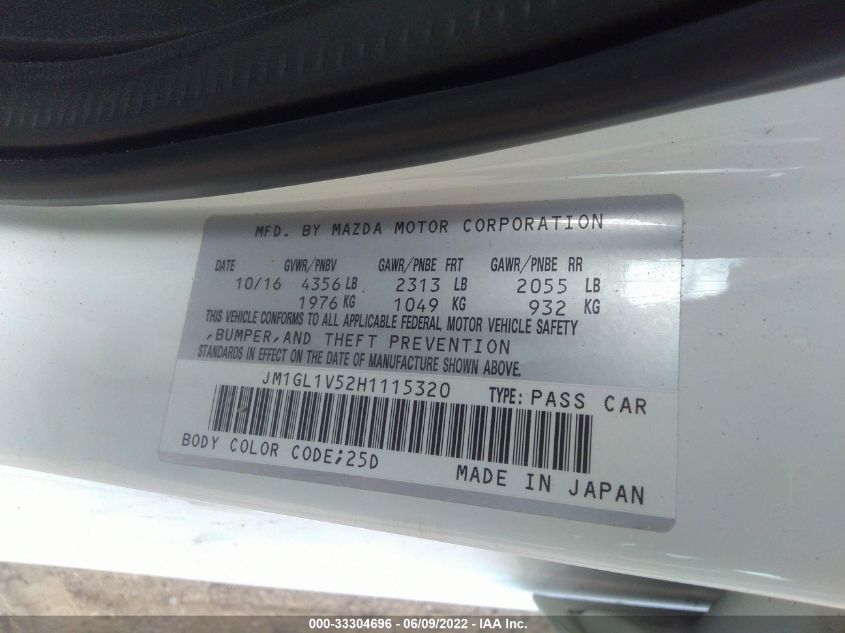 MFD. BY MAZDA MOTOR CORPORATION
DATE GVWR/PNBV GAWR/PNBE FRT GAWR/PNBE RR
10/16 4356 LB 2313 LB 2055 LB
1976 KG 1049 KG 932 KG
THIS VEHICLE CONFORMS TO ALL APPLICABLE FEDERAL MOTOR VEHICLE SAFETY
,BUMPER,AND THEFT PREVENTION
STANDARDS IN EFFECT ON THE DATE OF MANUFACTURE SHOWN ABOVE.
JM1GL1V52H1115320 TYPE: PASS CAR
BODY COLOR CODE;25D
MADE IN JAPAN
000-33304696 - 06/09/2022 - IAA Inc.